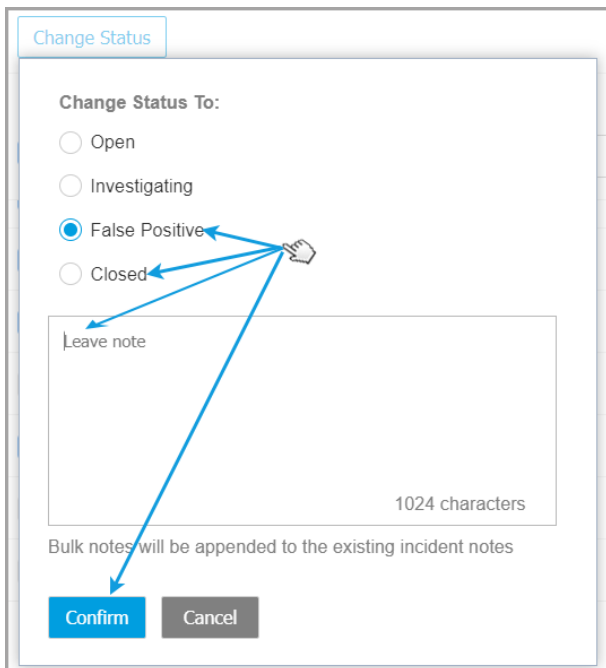 Change Status
Change Status To:
Open
Investigating
False Positive
Closed
Leave note
1024 characters
Bulk notes will be appended to the existing incident notes
Confirm
Cancel